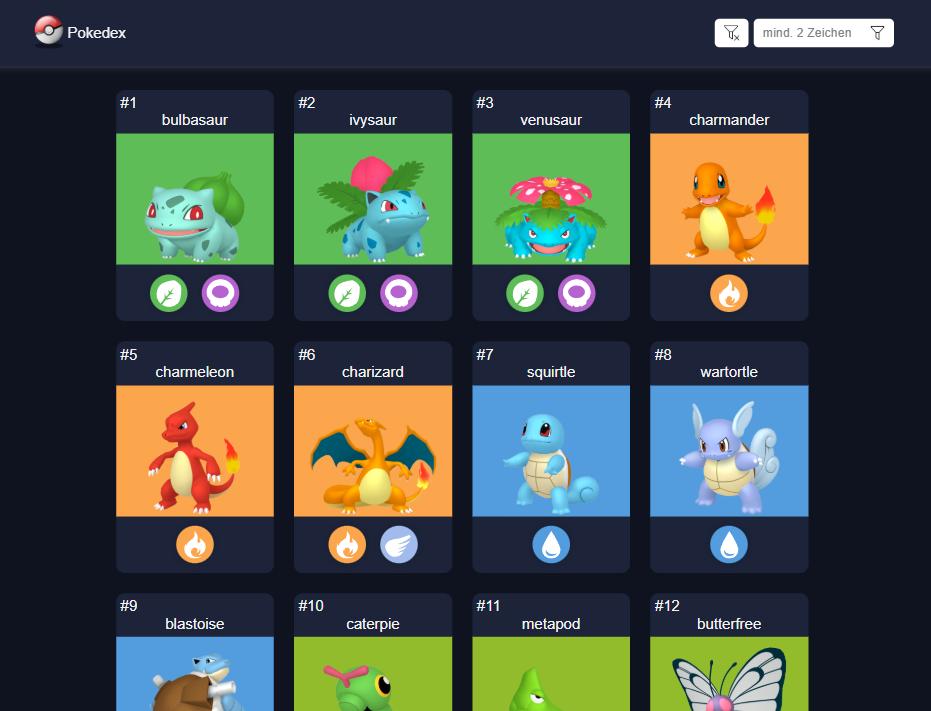 Pokedex
mind. 2 Zeichen
#1
bulbasaur
#2
ivysaur
#3
venusaur
#4
charmander
#5
charmeleon
#6
charizard
#7
squirtle
#8
wartortle
#9
blastoise
#10
caterpie
#11
metapod
#12
butterfree